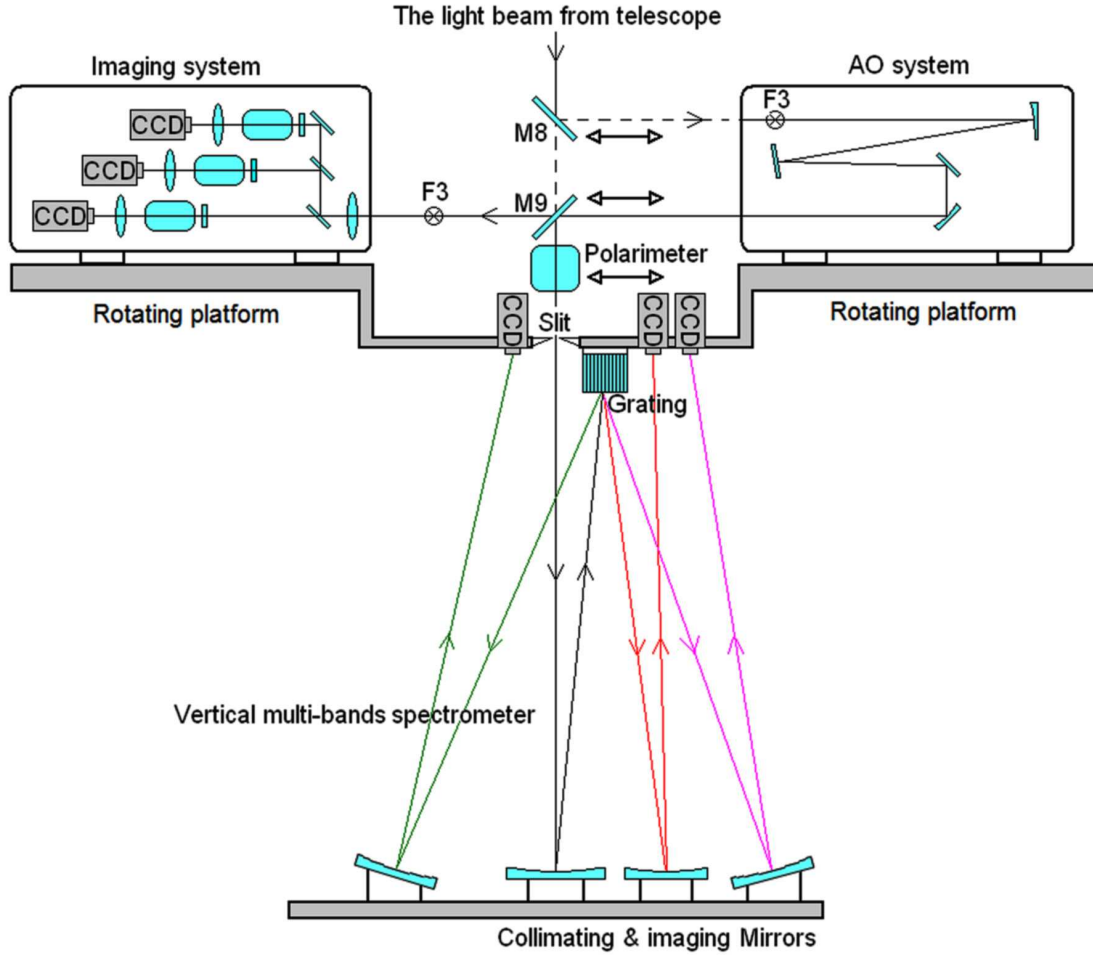 The light beam from telescope
Imaging system
AO system
F3
M8
CCD
CCD
CCD
F3
M9
Polarimeter
Rotating platform
Rotating platform
CCD
Slit
CCD
CCD
Grating
Vertical multi-bands spectrometer
Collimating & imaging Mirrors